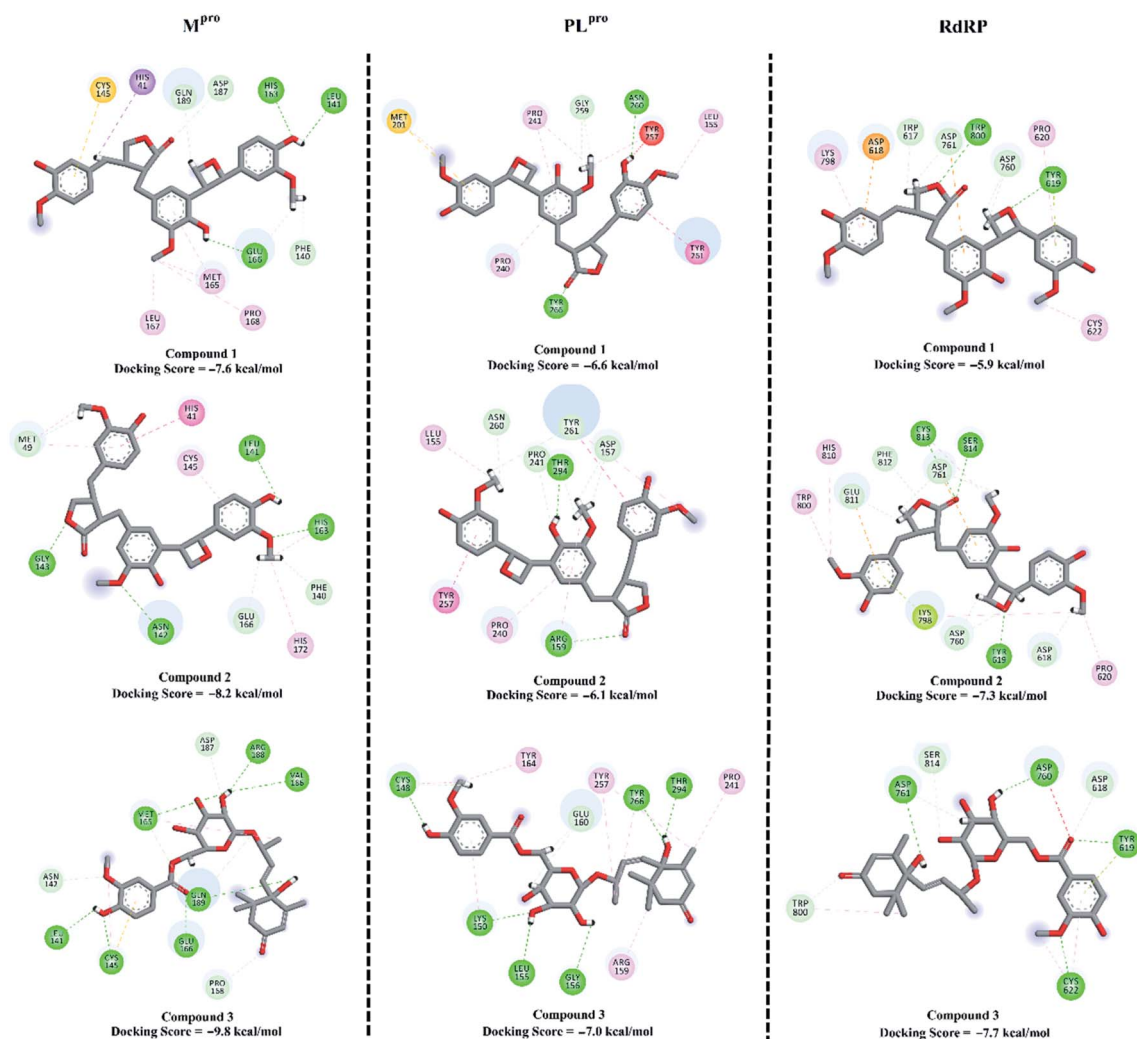 M^pro
PL^pro
RdRP
CYS
145
HIS
41
GLN
189
ASP
187
HIS
163
LEU
141
GLU
166
PHE
140
MET
165
LEU
167
PRO
168
Compound 1
Docking Score = −7.6 kcal/mol
MET
201
PRO
241
GLY
259
ASN
260
TYR
257
LEU
155
PRO
240
TYR
261
TYR
266
Compound 1
Docking Score = −6.6 kcal/mol
LYS
798
ASP
618
TRP
617
ASP
761
TRP
800
ASP
760
PRO
620
TYR
619
CYS
622
Compound 1
Docking Score = −5.9 kcal/mol
MET
49
HIS
41
CYS
145
LEU
141
HIS
163
GLY
143
PHE
140
ASN
142
GLU
166
HIS
172
Compound 2
Docking Score = −8.2 kcal/mol
LEU
155
ASN
260
PRO
241
TYR
261
THR
294
ASP
157
TYR
257
PRO
240
ARG
159
Compound 2
Docking Score = −6.1 kcal/mol
HIS
810
PHE
812
CYS
813
SER
814
ASP
761
TRP
800
GLU
811
LYS
798
ASP
760
TYR
619
ASP
618
PRO
620
Compound 2
Docking Score = −7.3 kcal/mol
ASP
187
ARG
188
VAL
186
MET
165
ASN
142
GLN
189
LEU
141
CYS
145
GLU
166
PRO
168
Compound 3
Docking Score = −9.8 kcal/mol
CYS
148
TYR
164
GLU
160
TYR
257
TYR
266
THR
294
PRO
241
LYS
150
LEU
155
GLY
156
ARG
159
Compound 3
Docking Score = −7.0 kcal/mol
SER
814
ASP
761
ASP
760
ASP
618
TYR
619
TRP
800
CYS
622
Compound 3
Docking Score = −7.7 kcal/mol